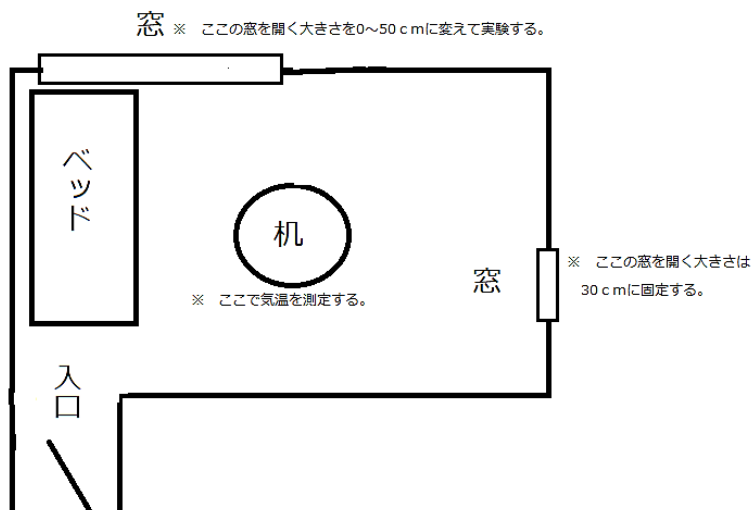 窓 ※ ここの窓を開く大きさを0～50ｃｍに変えて実験する。
ベッド
机
※ ここで気温を測定する。
窓
※ ここの窓を開く大きさは
30ｃｍに固定する。
入口